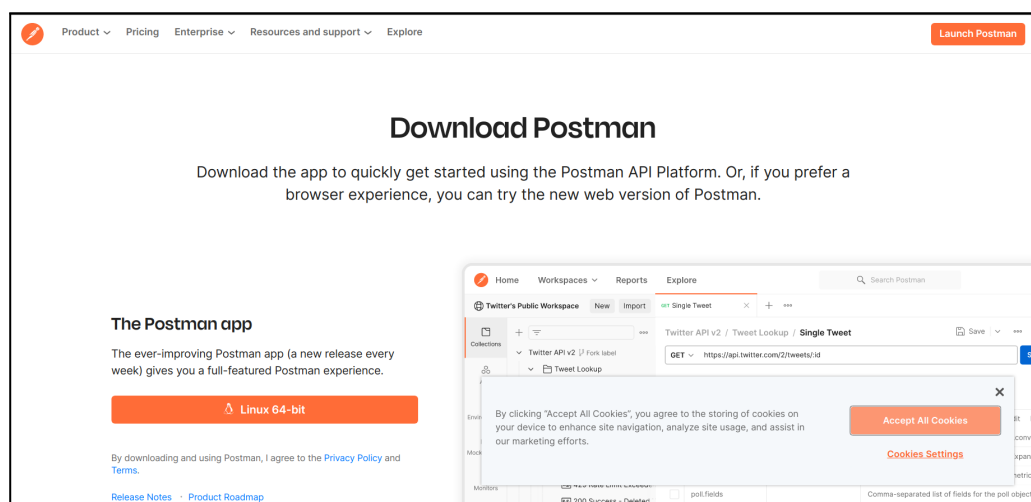 Product Pricing Enterprise Resources and support Explore Launch Postman
Download Postman
Download the app to quickly get started using the Postman API Platform. Or, if you prefer a
browser experience, you can try the new web version of Postman.
The Postman app
The ever-improving Postman app (a new release every
week) gives you a full-featured Postman experience.
Linux 64-bit
By downloading and using Postman, I agree to the Privacy Policy and
Terms.
Release Notes · Product Roadmap
Home Workspaces Reports Explore Search Postman
Twitter's Public Workspace New Import GET Single Tweet
Collections
Twitter API v2 / Tweet Lookup / Single Tweet Save
Twitter API v2 Fork label
GET https://api.twitter.com/2/tweets/:id
Tweet Lookup
By clicking "Accept All Cookies", you agree to the storing of cookies on
your device to enhance site navigation, analyze site usage, and assist in
our marketing efforts.
Accept All Cookies
Cookies Settings
Monitors
200 Success - Deleted
poll.fields Comma-separated list of fields for the poll